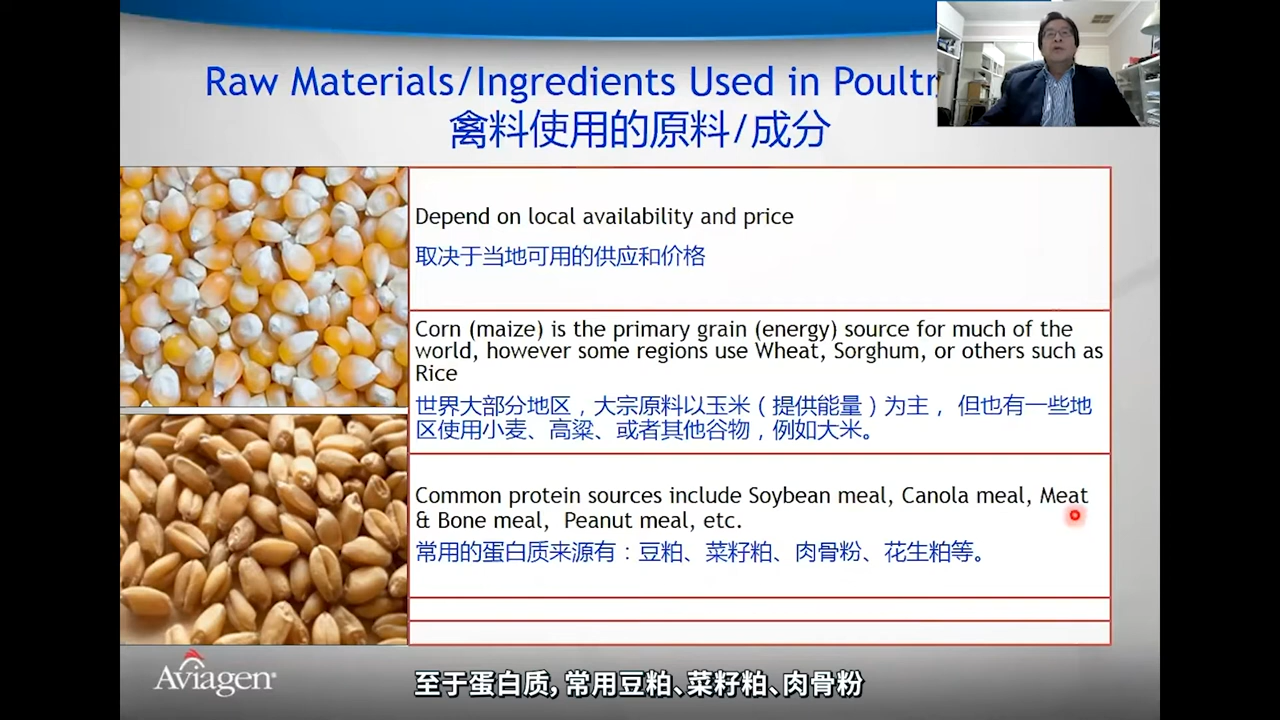 Raw Materials/Ingredients Used in Poultr
禽料使用的原料/成分
Depend on local availability and price
取决于当地可用的供应和价格
Corn (maize) is the primary grain (energy) source for much of the
world, however some regions use Wheat, Sorghum, or others such as
Rice
世界大部分地区，大宗原料以玉米（提供能量）为主， 但也有一些地
区使用小麦、高粱、或者其他谷物，例如大米。
Common protein sources include Soybean meal, Canola meal, Meat
& Bone meal, Peanut meal, etc.
常用的蛋白质来源有：豆粕、菜籽粕、肉骨粉、花生粕等。
Aviagen
至于蛋白质，常用豆粕、菜籽粕、肉骨粉